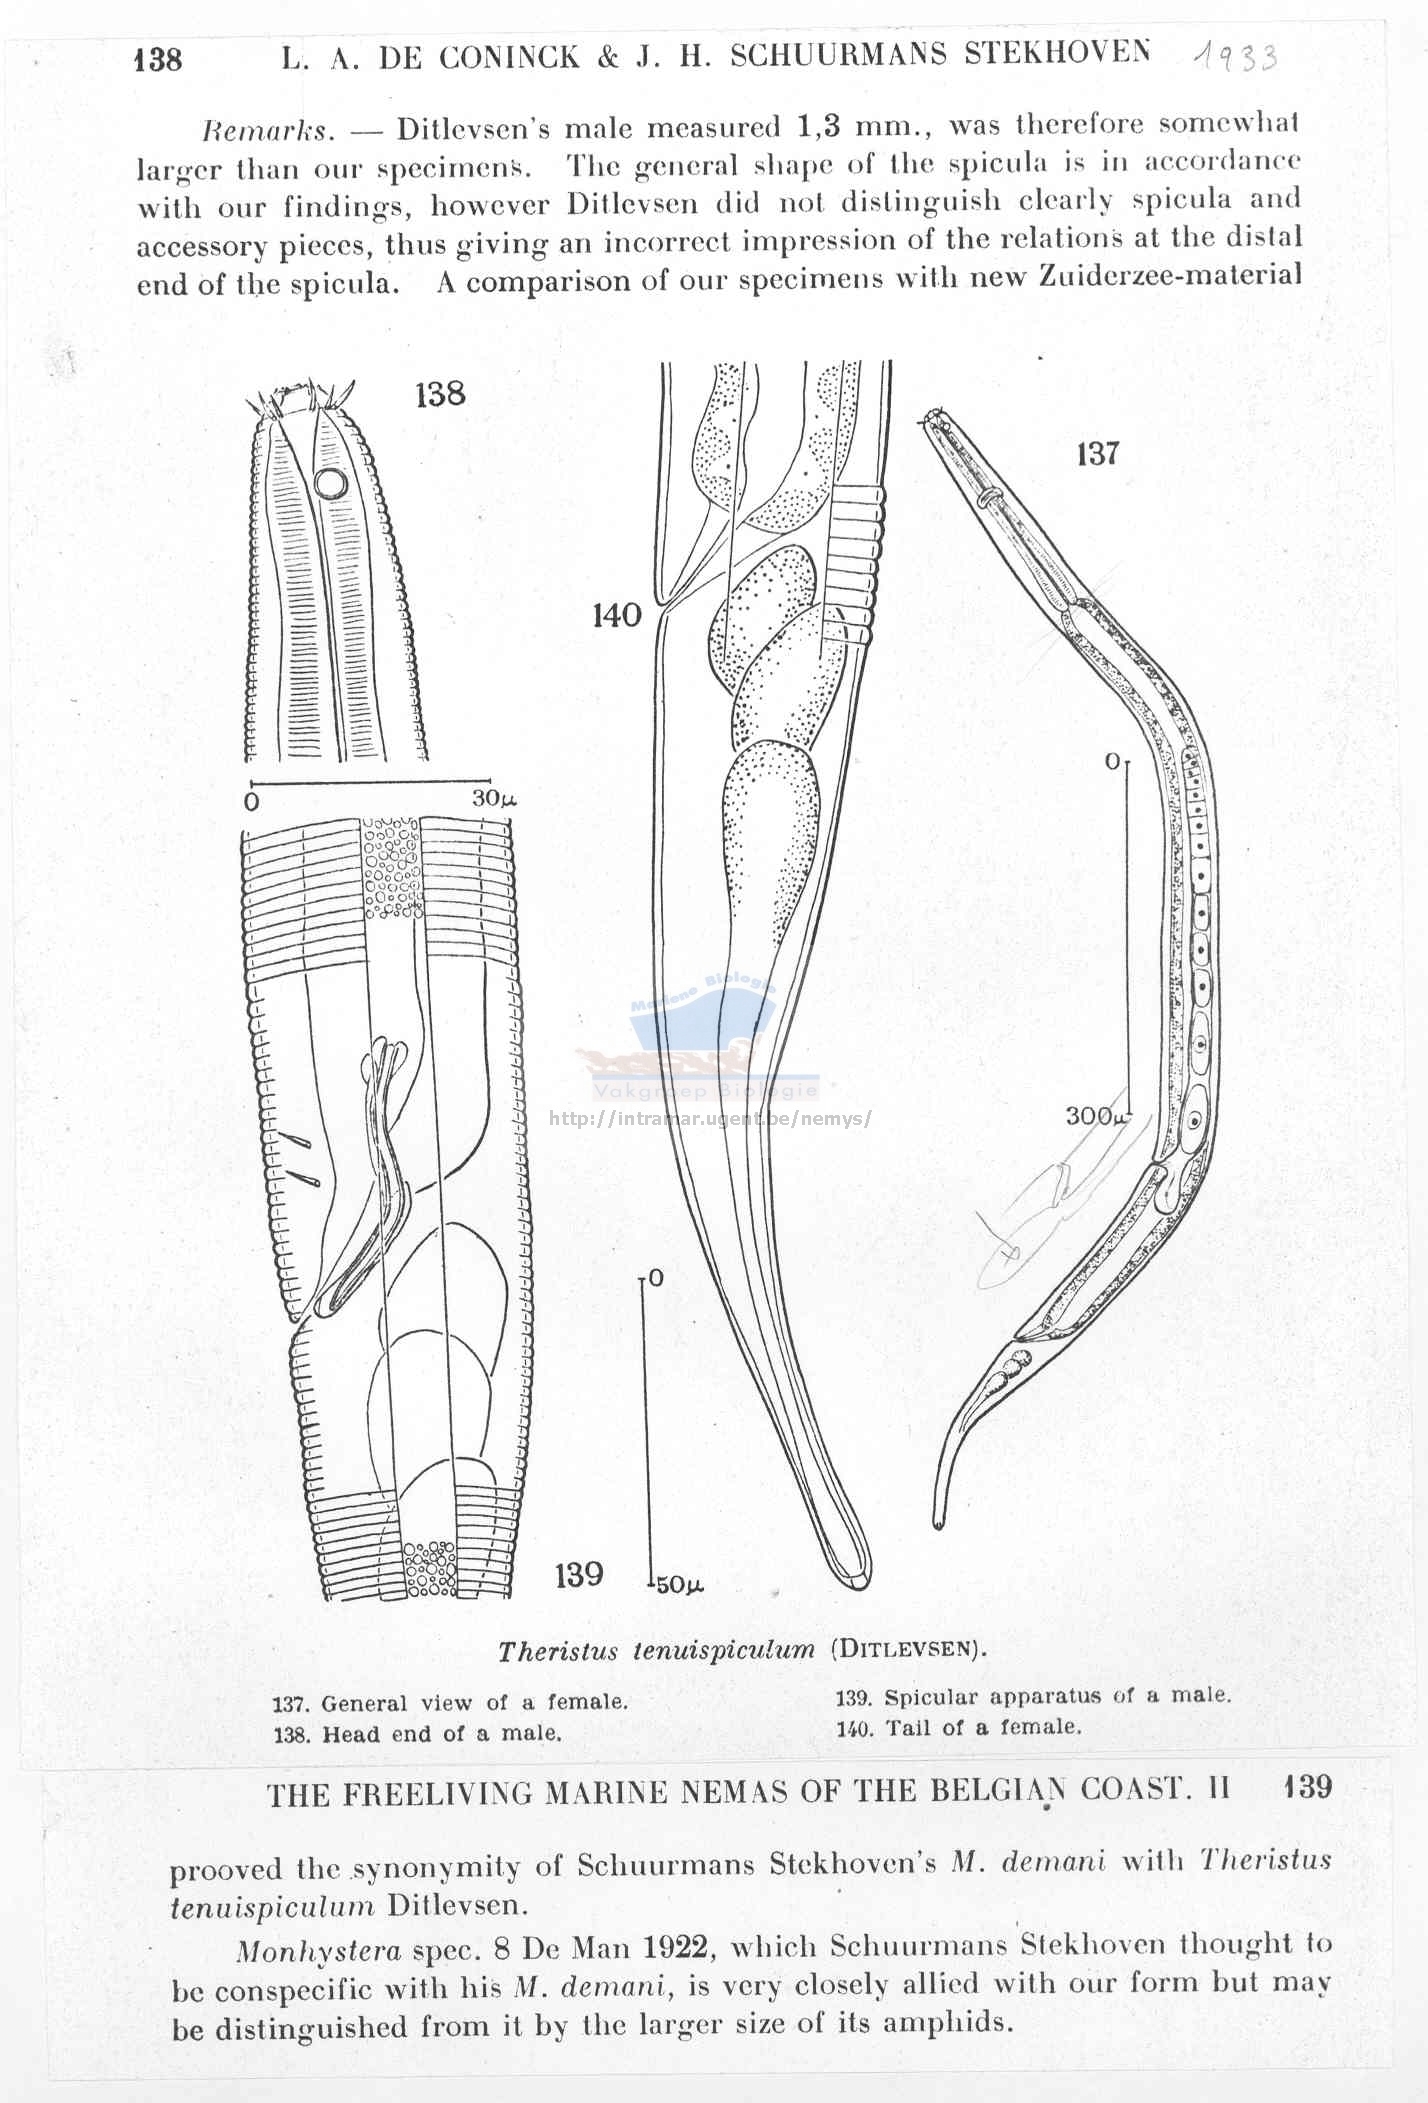 138 L. A. DE CONINCK & J. H. SCHUURMANS STEKHOVEN 1933
Remarks. — Ditlevsen's male measured 1,3 mm., was therefore somewhat
larger than our specimens. The general shape of the spicula is in accordance
with our findings, however Ditlevsen did not distinguish clearly spicula and
accessory pieces, thus giving an incorrect impression of the relations at the distal
end of the spicula. A comparison of our specimens with new Zuiderzee-material
138
137
140
0
0 30µ
Mariene Biologie
Vakgroep Biologie
http://intramar.ugent.be/nemys/
300µ
0
139
50µ
Theristus tenuispiculum (DITLEVSEN).
137. General view of a female.
138. Head end of a male.
139. Spicular apparatus of a male.
140. Tail of a female.
THE FREELIVING MARINE NEMAS OF THE BELGIAN COAST. II 139
prooved the synonymity of Schuurmans Stekhoven's M. demani with Theristus
tenuispiculum Ditlevsen.
Monhystera spec. 8 De Man 1922, which Schuurmans Stekhoven thought to
be conspecific with his M. demani, is very closely allied with our form but may
be distinguished from it by the larger size of its amphids.